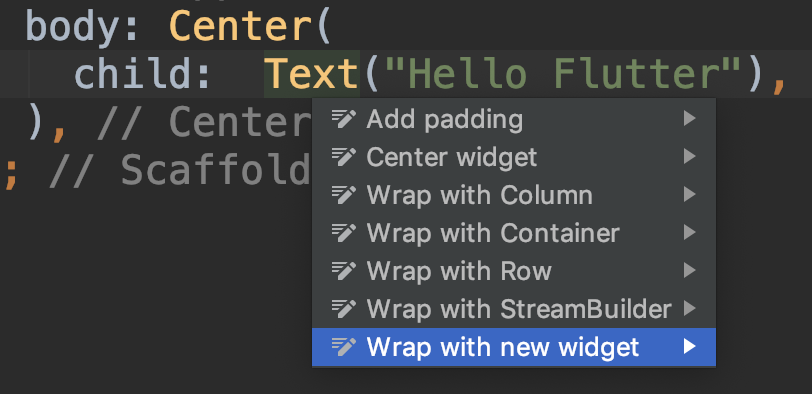 body: Center(
child:  Text("Hello Flutter"),
), // Center
; // Scaffold
Add padding
Center widget
Wrap with Column
Wrap with Container
Wrap with Row
Wrap with StreamBuilder
Wrap with new widget